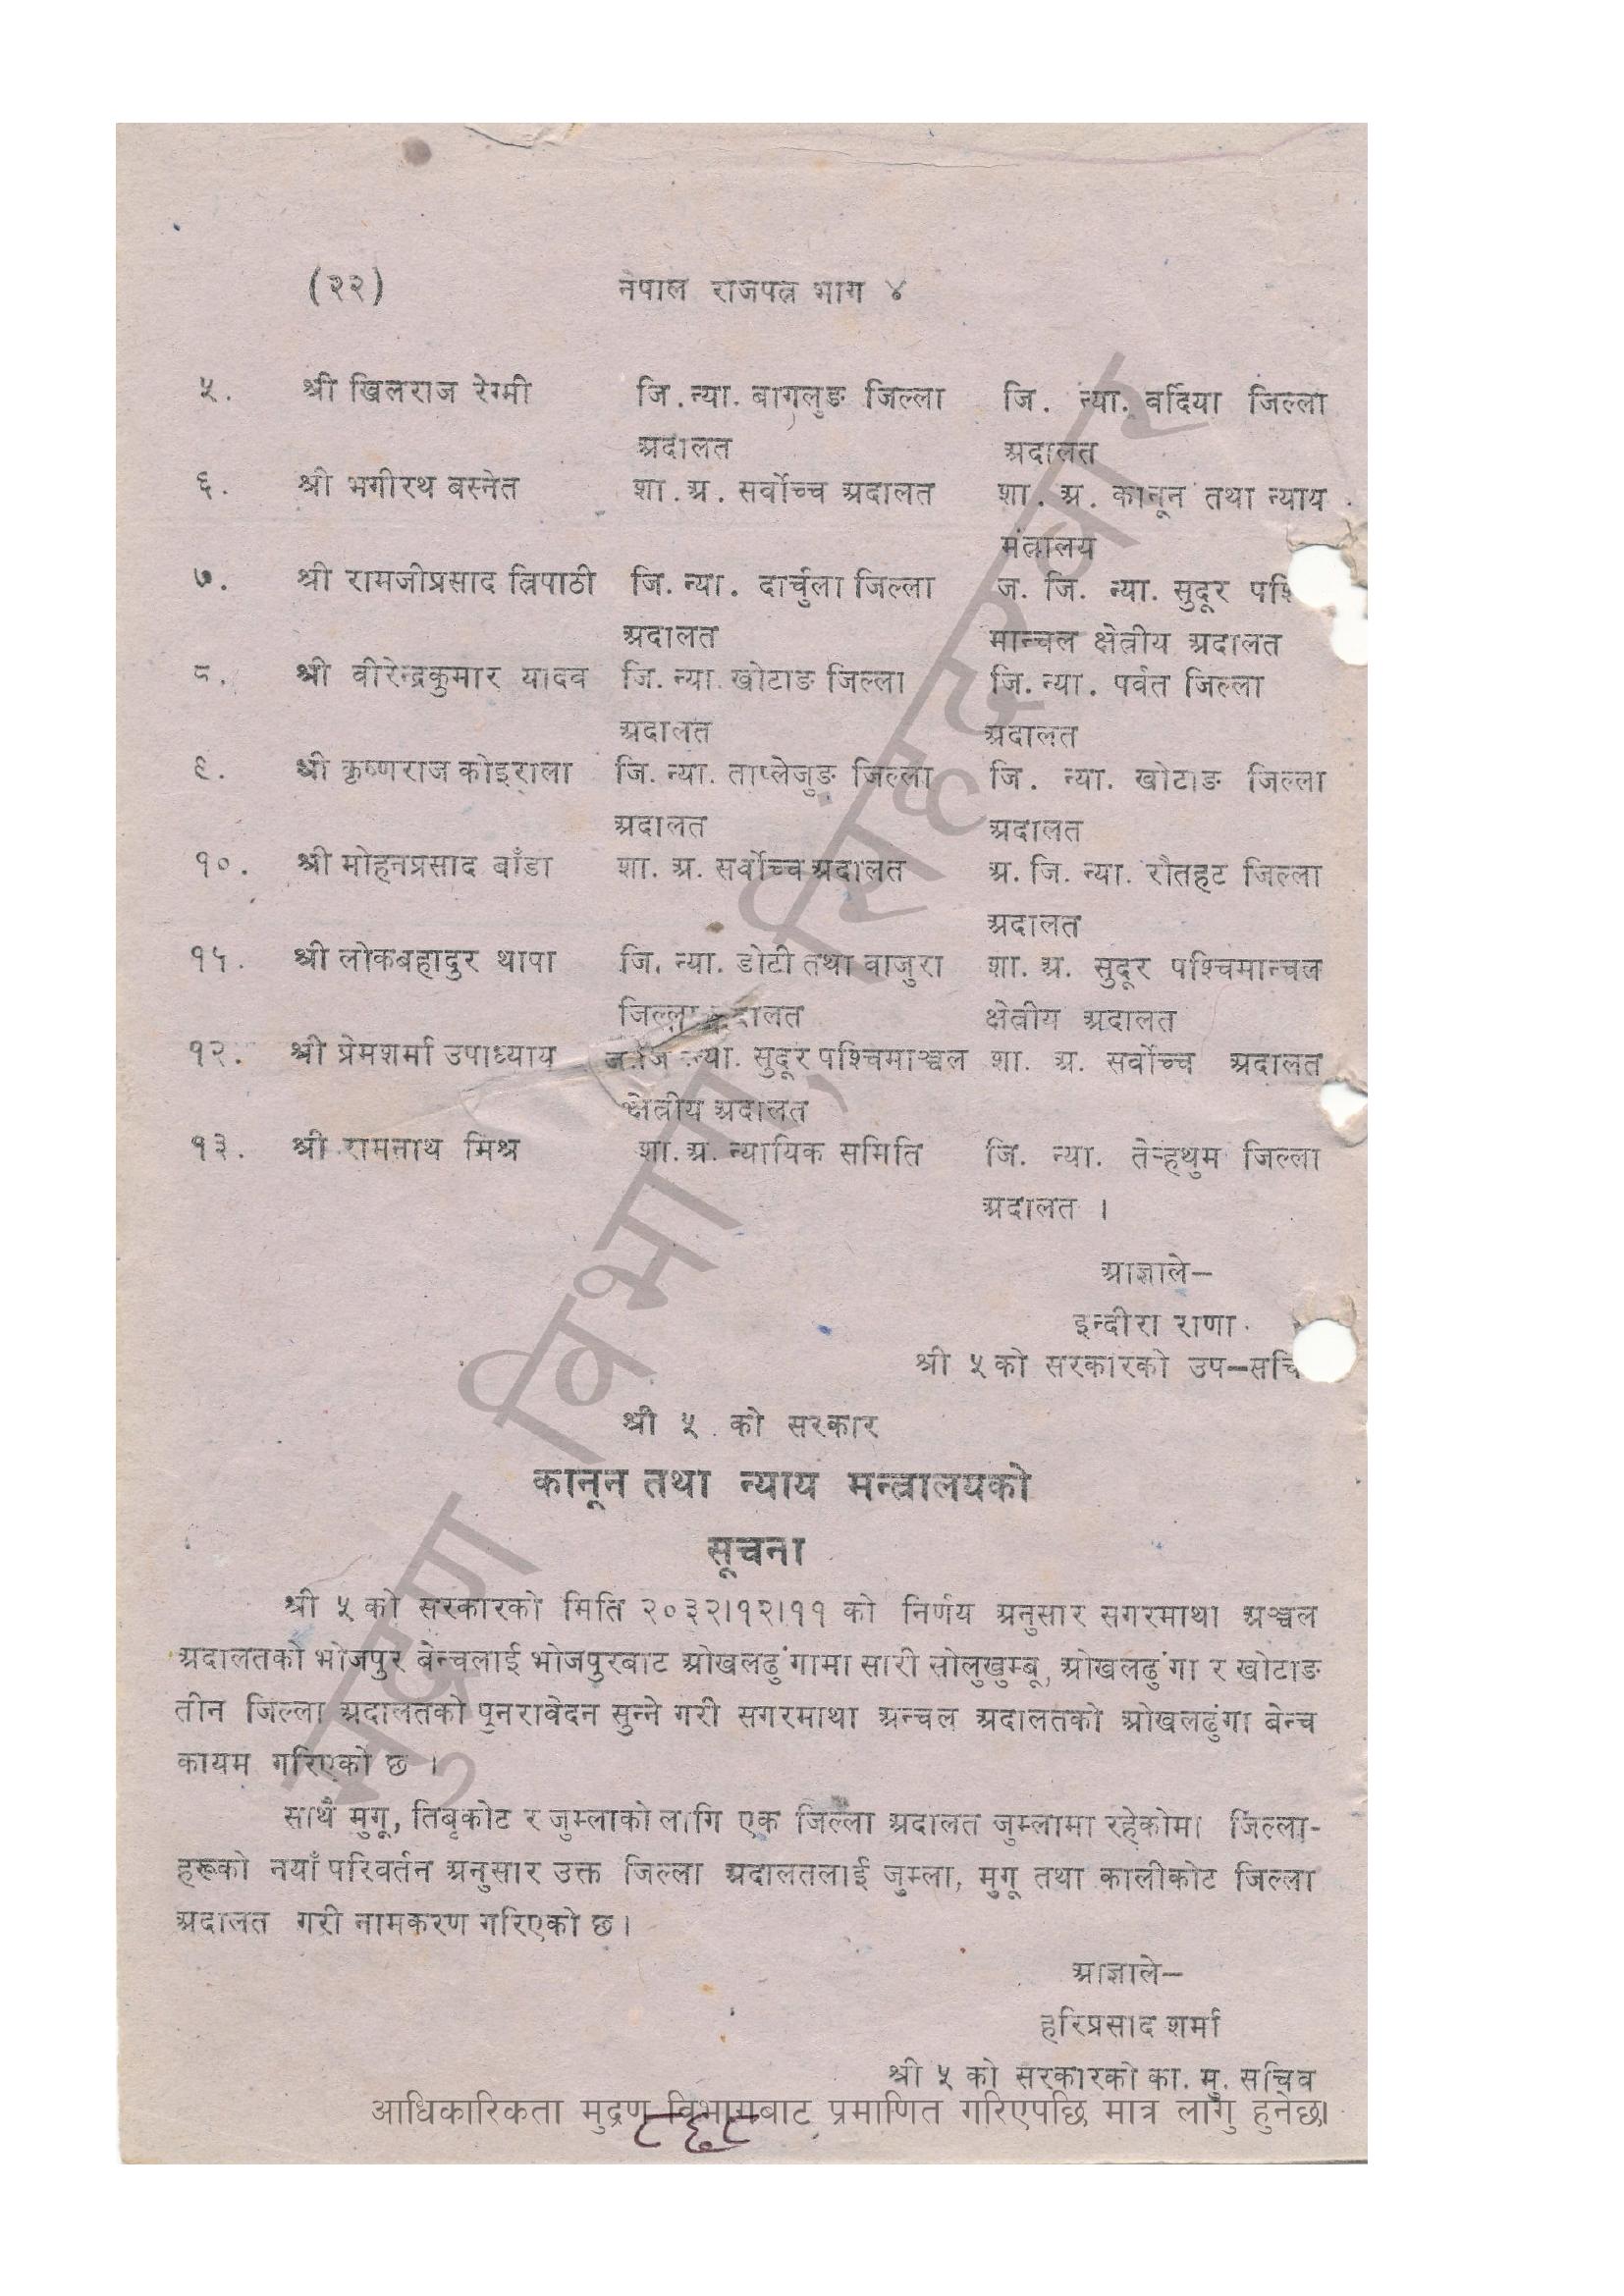 (२२) नेपाल राजपत्र भाग ४
५. श्री खिलराज रेग्मी जि.न्या. बागलुङ जिल्ला जि. न्या. बर्दिया जिल्ला
अदालत अदालत
६. श्री भगीरथ बस्नेत शा.अ. सर्वोच्च अदालत शा. अ. कानून तथा न्याय
मंत्रालय
७. श्री रामजीप्रसाद त्रिपाठी जि. न्या. दार्चुला जिल्ला ज. जि. न्या. सुदूर
अदालत मान्चल क्षेत्रीय अदालत
८. श्री वीरेन्द्रकुमार यादव जि. न्या. खोटाङ जिल्ला जि. न्या. पर्वत जिल्ला
अदालत अदालत
९. श्री कृष्णराज कोइराला जि. न्या. ताप्लेजुङ जिल्ला जि. न्या. खोटाङ जिल्ला
अदालत अदालत
१०. श्री मोहनप्रसाद बाँडा शा. अ. सर्वोच्च अदालत अ. जि. न्या. रौतहट जिल्ला
अदालत
१५. श्री लोकबहादुर थापा जि. न्या. डोटी तथा वाजुरा शा. अ. सुदूर पश्चिमान्चल
जिल्ला क्षेत्रीय अदालत
१२. श्री प्रेमशर्मा उपाध्याय न्या. सुदूर पश्चिमाञ्चल शा. अ. सर्वोच्च अदालत
क्षेत्रीय अदालत
१३. श्री रामनाथ मिश्र शा.अ. न्यायिक समिति जि. न्या. तेऱ्हथुम जिल्ला
अदालत ।
आज्ञाले–
इन्दीरा राणा
श्री ५ को सरकारको
श्री ५ को सरकार
कानून तथा न्याय मन्त्रालयको
सूचना
श्री ५ को सरकारको मिति २०३२।१२।११ को निर्णय अनुसार सगरमाथा अञ्चल
अदालतको भोजपुर बेन्चलाई भोजपुरबाट ओखलढुंगामा सारी सोलुखुम्बू, ओखलढुंगा र खोटाङ
तीन जिल्ला अदालतको पुनरावेदन सुन्ने गरी सगरमाथा अन्चल अदालतको ओखलढुंगा बेन्च
कायम गरिएको छ ।
साथै मुगू, तिबृकोट र जुम्लाको लागि एक जिल्ला अदालत जुम्लामा रहेकोमा जिल्ला-
हरूको नयाँ परिवर्तन अनुसार उक्त जिल्ला अदालतलाई जुम्ला, मुगू तथा कालीकोट जिल्ला
अदालत गरी नामकरण गरिएको छ।
आज्ञाले–
हरिप्रसाद शर्मा
श्री ५ को सरकारको का. मु. सचिव
आधिकारिकता मुद्रण विभागबाट प्रमाणित गरिएपछि मात्र लागु हुनेछ।
८६८
मुद्रण विभाग, सिंहदरबार